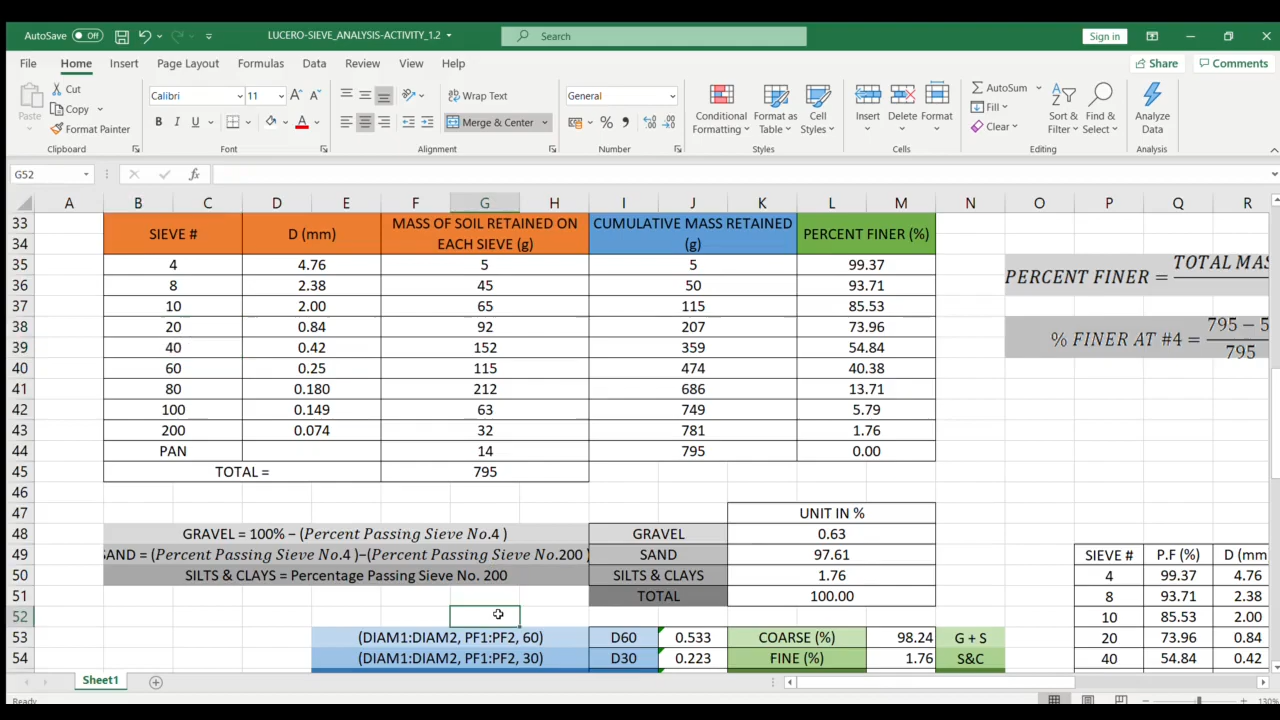 AutoSave Off LUCERO-SIEVE_ANALYSIS-ACTIVITY_1.2 Search Sign in
File Home Insert Page Layout Formulas Data Review View Help Share Comments
Paste Cut Copy Format Painter Clipboard
Calibri 11 A A B I U A Font
Wrap Text Merge & Center Alignment
General % Number
Conditional Formatting Format as Table Cell Styles Styles
Insert Delete Format Cells
AutoSum Fill Clear Sort & Filter Find & Select Editing
Analyze Data Analysis
G52 fx
A B C D E F G H I J K L M N O P Q R
33 34 SIEVE # D (mm) MASS OF SOIL RETAINED ON EACH SIEVE (g) CUMULATIVE MASS RETAINED (g) PERCENT FINER (%)
35 4 4.76 5 5 99.37 PERCENT FINER = TOTAL MAS
36 8 2.38 45 50 93.71
37 10 2.00 65 115 85.53
38 20 0.84 92 207 73.96
39 40 0.42 152 359 54.84 % FINER AT #4 = 795 − 5 / 795
40 60 0.25 115 474 40.38
41 80 0.180 212 686 13.71
42 100 0.149 63 749 5.79
43 200 0.074 32 781 1.76
44 PAN 14 795 0.00
45 TOTAL = 795
46
47 UNIT IN %
48 GRAVEL = 100% − (Percent Passing Sieve No.4 ) GRAVEL 0.63
49 SAND = (Percent Passing Sieve No.4 )−(Percent Passing Sieve No.200 ) SAND 97.61 SIEVE # P.F (%) D (mm
50 SILTS & CLAYS = Percentage Passing Sieve No. 200 SILTS & CLAYS 1.76 4 99.37 4.76
51 TOTAL 100.00 8 93.71 2.38
52 10 85.53 2.00
53 (DIAM1:DIAM2, PF1:PF2, 60) D60 0.533 COARSE (%) 98.24 G + S 20 73.96 0.84
54 (DIAM1:DIAM2, PF1:PF2, 30) D30 0.223 FINE (%) 1.76 S&C 40 54.84 0.42
Sheet1
Ready 130%